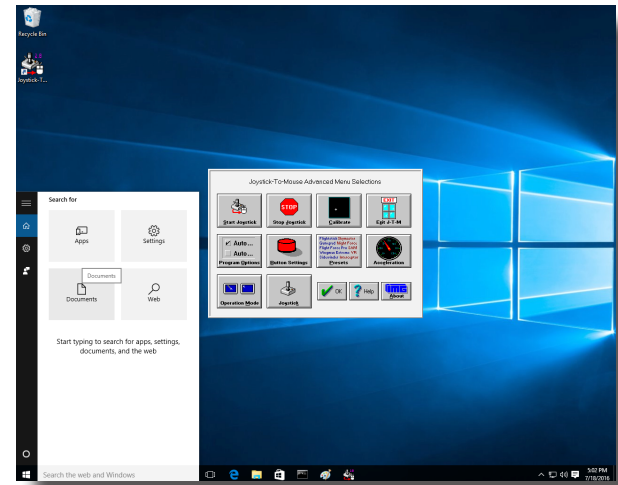 Recycle Bin
Joystick-T...
Search for
Apps
Settings
Documents
Documents
Web
Start typing to search for apps, settings,
documents, and the web
Search the web and Windows
Joystick-To-Mouse Advanced Menu Selections
Start Joystick
STOP
Stop Joystick
Calibrate
EXIT
Exit J-T-M
Auto...
Auto...
Program Options
Button Settings
Presets
Acceleration
Operation Mode
Joystick
OK
? Help
About
5:02 PM
7/18/2016